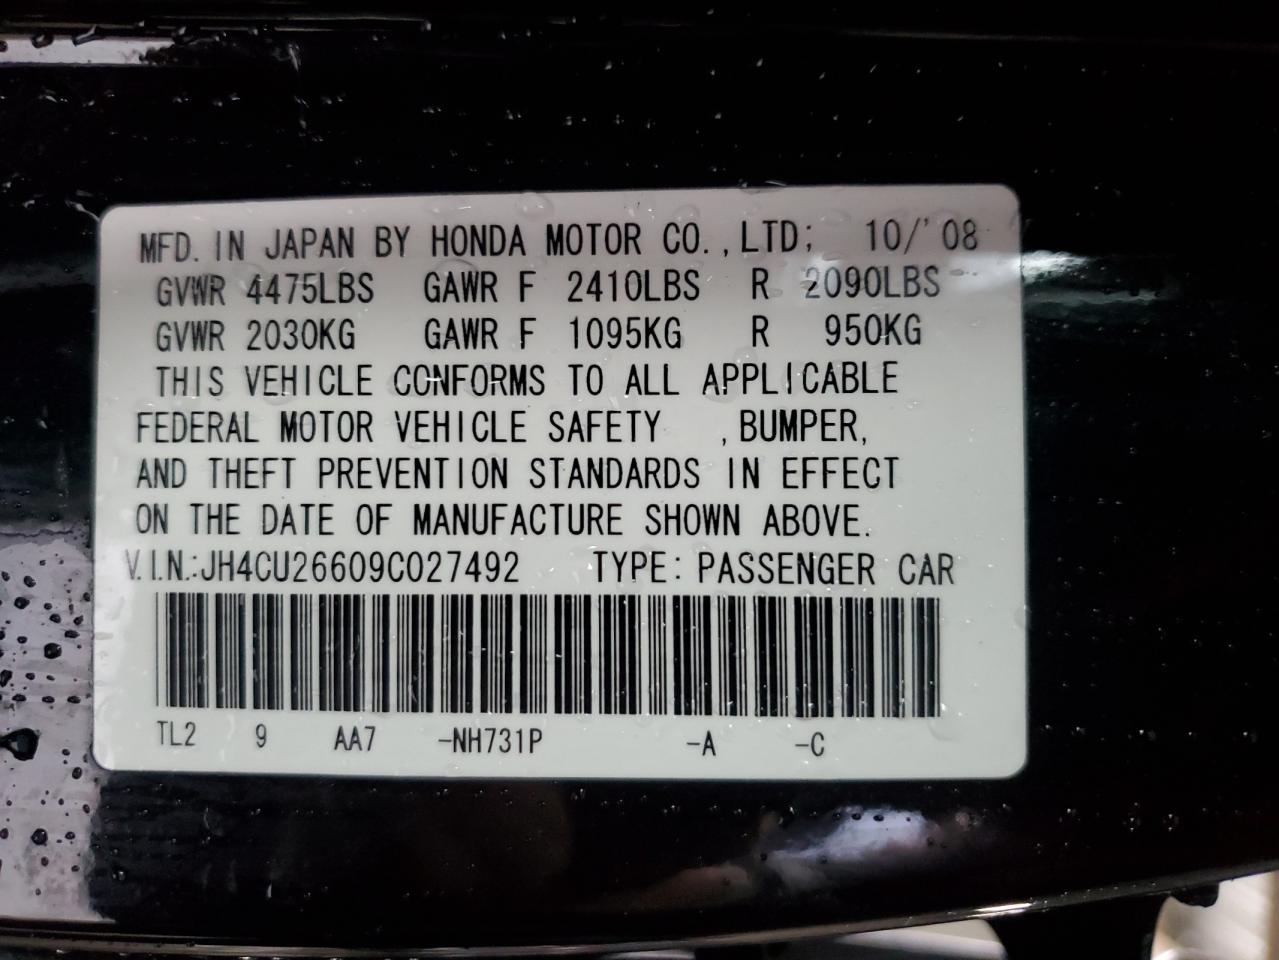 MFD. IN JAPAN BY HONDA MOTOR CO.,LTD; 10/'08
GVWR 4475LBS GAWR F 2410LBS R 2090LBS
GVWR 2030KG GAWR F 1095KG R 950KG
THIS VEHICLE CONFORMS TO ALL APPLICABLE
FEDERAL MOTOR VEHICLE SAFETY ,BUMPER,
AND THEFT PREVENTION STANDARDS IN EFFECT
ON THE DATE OF MANUFACTURE SHOWN ABOVE.
V.I.N.:JH4CU26609C027492 TYPE: PASSENGER CAR
TL2 9 AA7 -NH731P -A -C